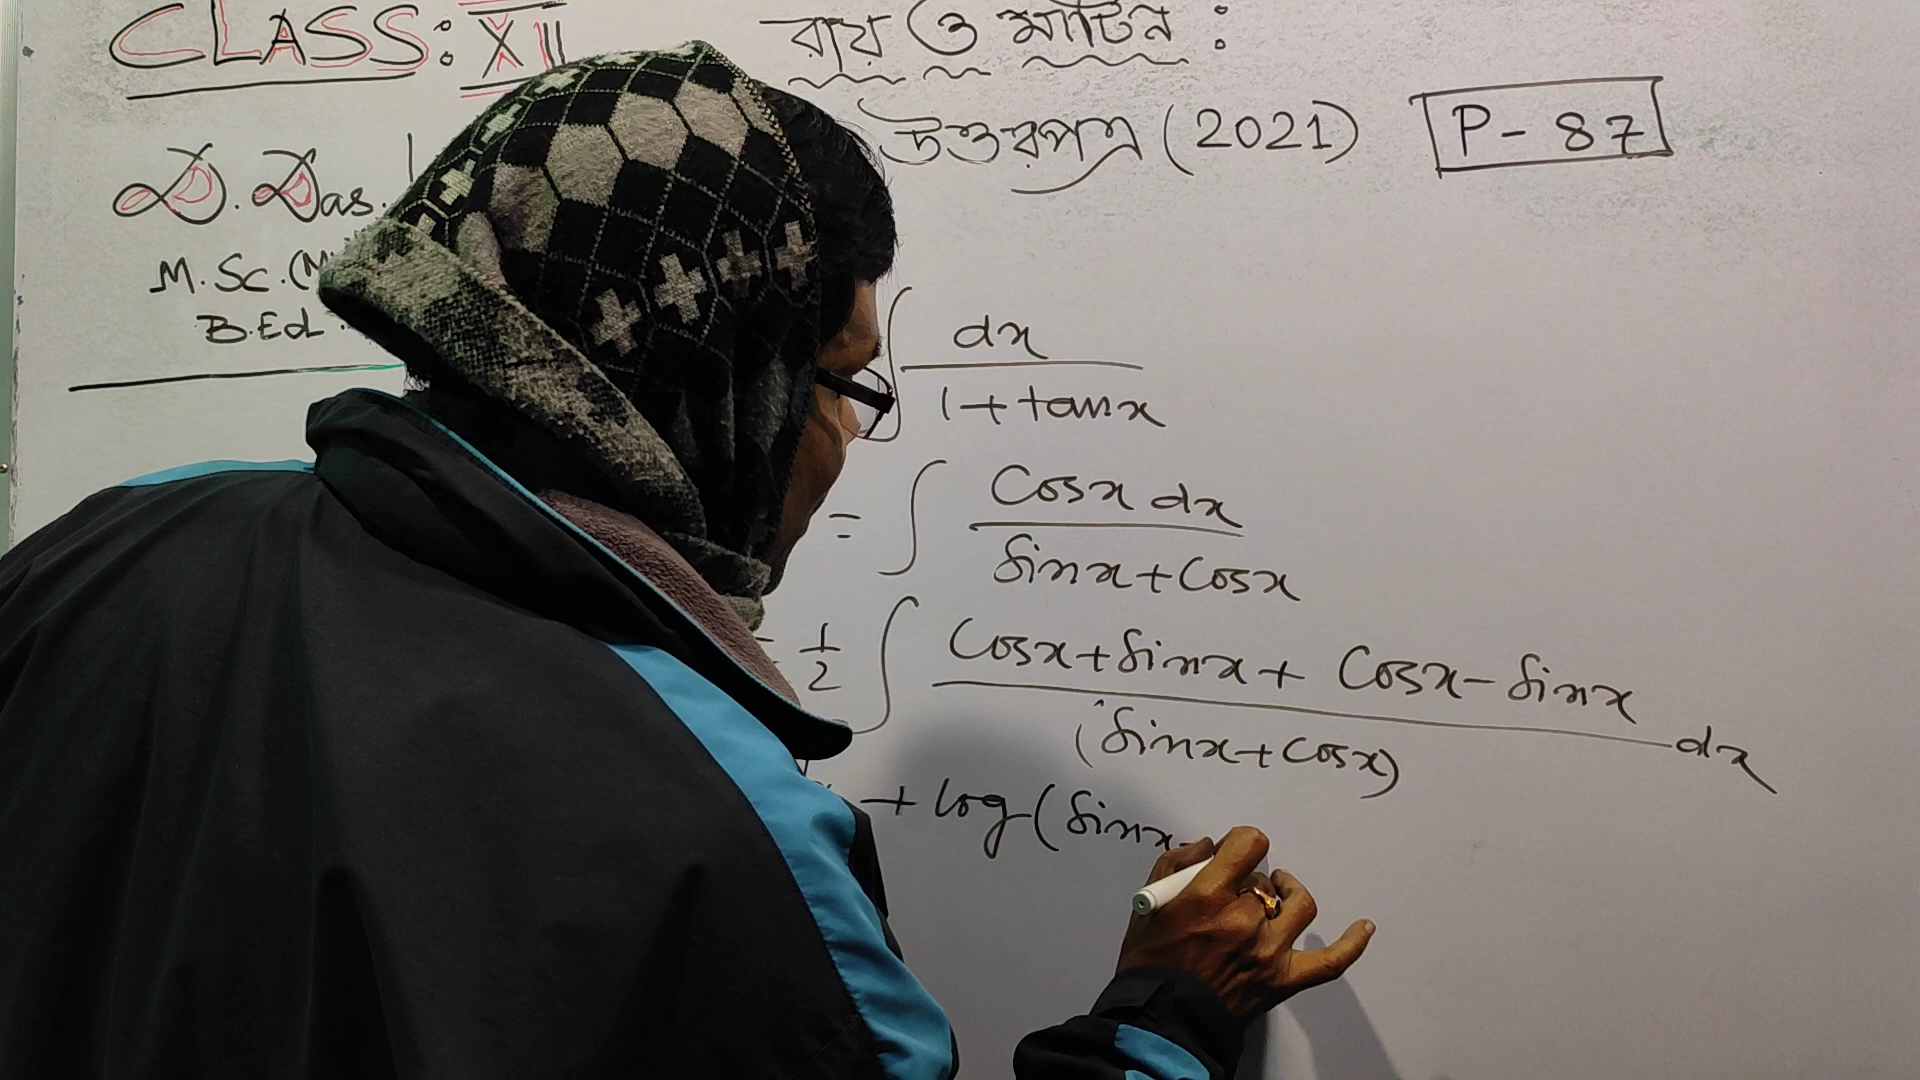 CLASS: XII
রায় ও মার্টিন :
উত্তরপত্র (2021) P - 87
D. Das.
M.Sc. (M
B.Ed
∫ dx / 1 + tanx
= ∫ Cosx dx / Sinx + Cosx
= 1/2 ∫ Cosx + Sinx + Cosx - Sinx / (Sinx + Cosx) dx
+ log (Sinx